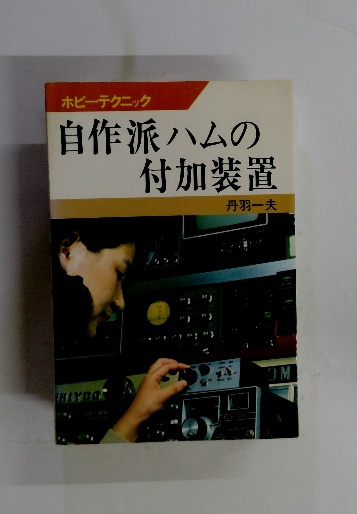 ホビーテクニック
自作派ハムの
付加装置
丹羽一夫